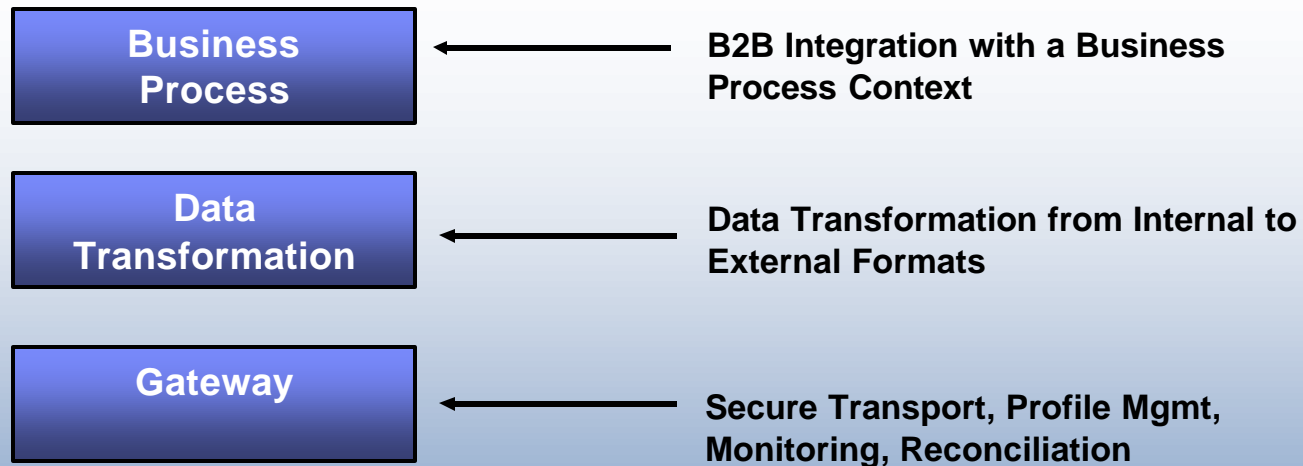 Business
Process
B2B Integration with a Business
Process Context
Data
Transformation
Data Transformation from Internal to
External Formats
Gateway
Secure Transport, Profile Mgmt,
Monitoring, Reconciliation